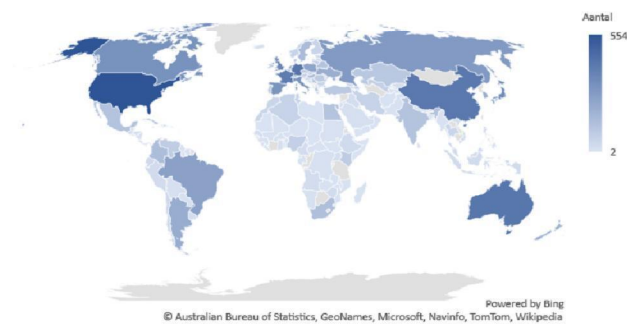 Aantal
554
2
Powered by Bing
© Australian Bureau of Statistics, GeoNames, Microsoft, Navinfo, TomTom, Wikipedia